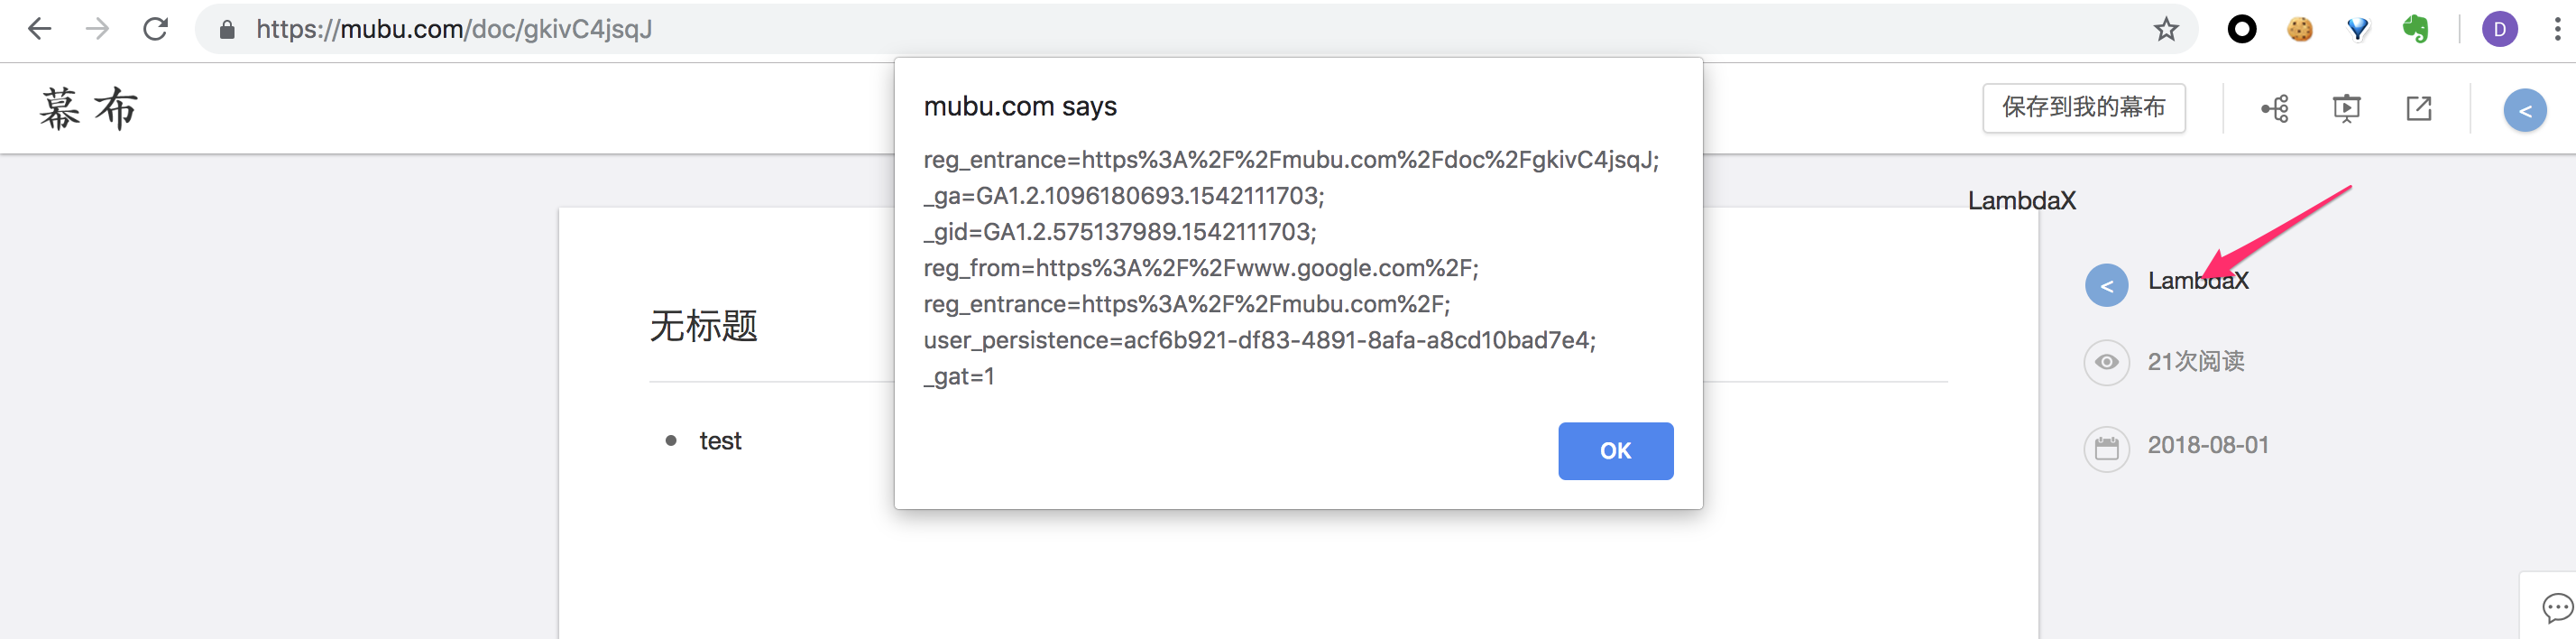 https://mubu.com/doc/gkivC4jsqJ
D
幕布
mubu.com says
reg_entrance=https%3A%2F%2Fmubu.com%2Fdoc%2FgkivC4jsqJ;
_ga=GA1.2.1096180693.1542111703;
_gid=GA1.2.575137989.1542111703;
reg_from=https%3A%2F%2Fwww.google.com%2F;
reg_entrance=https%3A%2F%2Fmubu.com%2F;
user_persistence=acf6b921-df83-4891-8afa-a8cd10bad7e4;
_gat=1
OK
保存到我的幕布
<
LambdaX
< LambdaX
21次阅读
2018-08-01
无标题
test